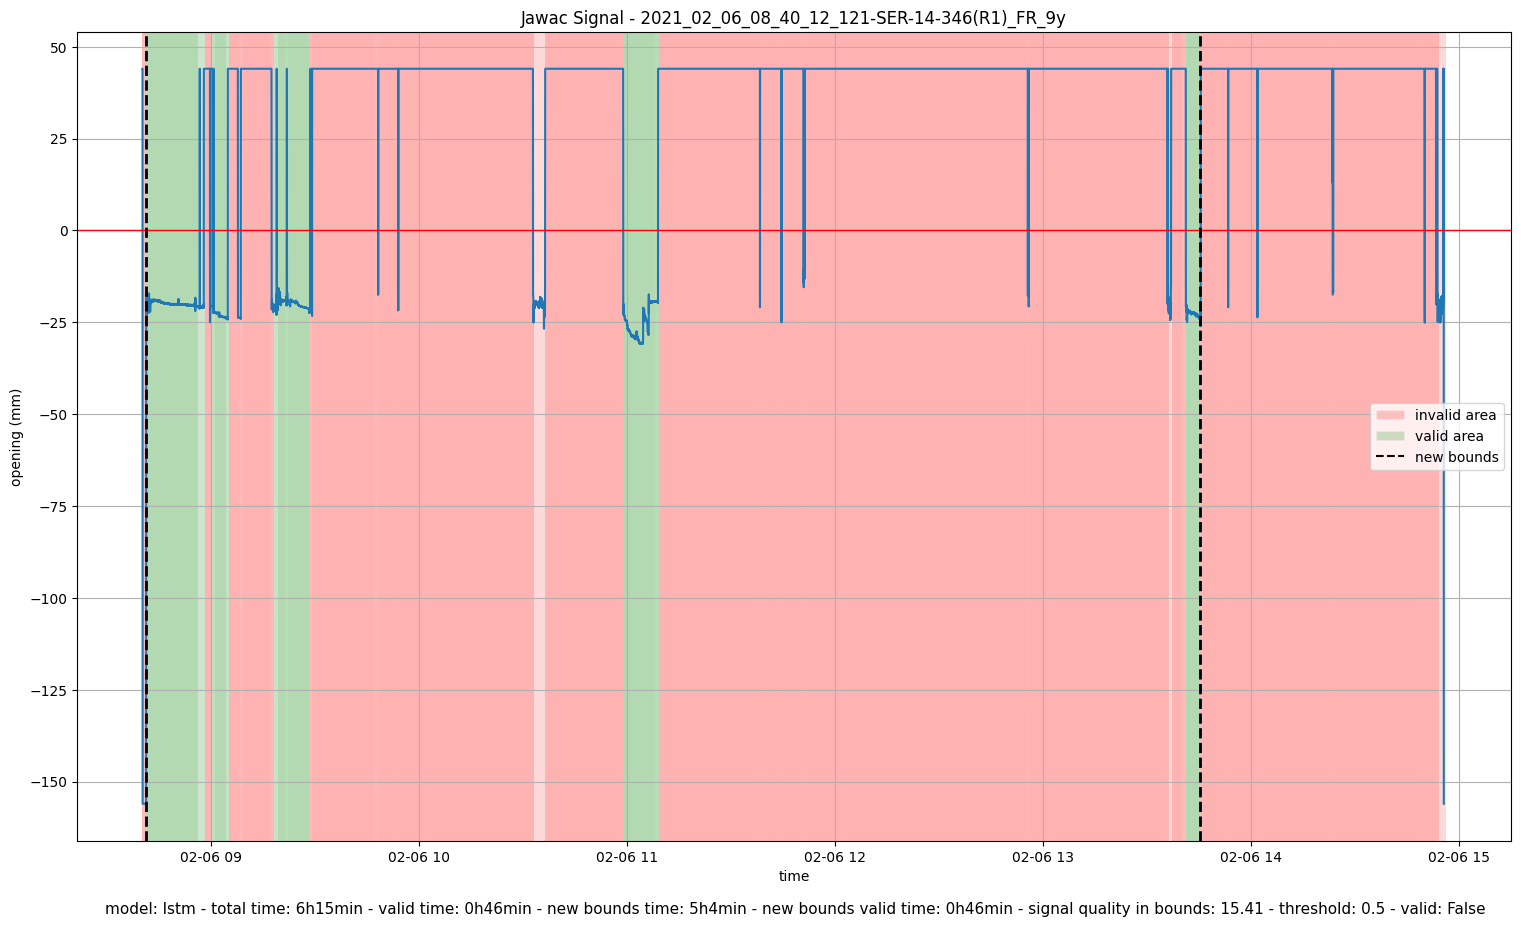 Jawac Signal - 2021_02_06_08_40_12_121-SER-14-346(R1)_FR_9y
50
25
0
−25
−50
−75
−100
−125
−150
opening (mm)
invalid area
valid area
new bounds
02-06 09
02-06 10
02-06 11
02-06 12
02-06 13
02-06 14
02-06 15
time
model: lstm - total time: 6h15min - valid time: 0h46min - new bounds time: 5h4min - new bounds valid time: 0h46min - signal quality in bounds: 15.41 - threshold: 0.5 - valid: False